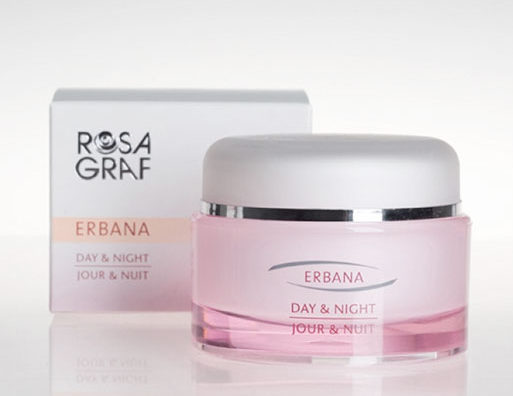 ROSA
GRAF
ERBANA
DAY & NIGHT
JOUR & NUIT
ERBANA
DAY & NIGHT
JOUR & NUIT